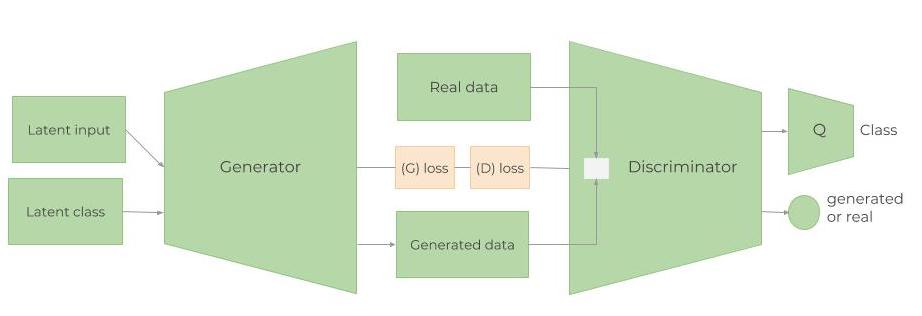 Latent input
Latent class
Generator
Real data
(G) loss
(D) loss
Generated data
Discriminator
Q
Class
generated
or real